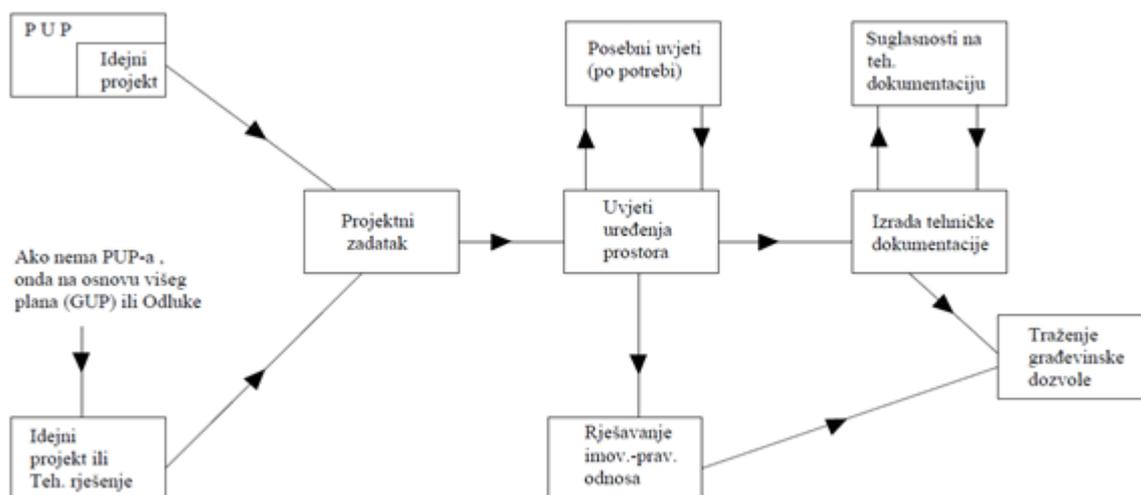 P U P
Idejni
projekt
Posebni uvjeti
(po potrebi)
Suglasnosti na
teh.
dokumentaciju
Projektni
zadatak
Uvjeti
uređenja
prostora
Izrada tehničke
dokumentacije
Ako nema PUP-a ,
onda na osnovu višeg
plana (GUP) ili Odluke
Traženje
građevinske
dozvole
Idejni
projekt ili
Teh. rješenje
Rješavanje
imov.-prav.
odnosa